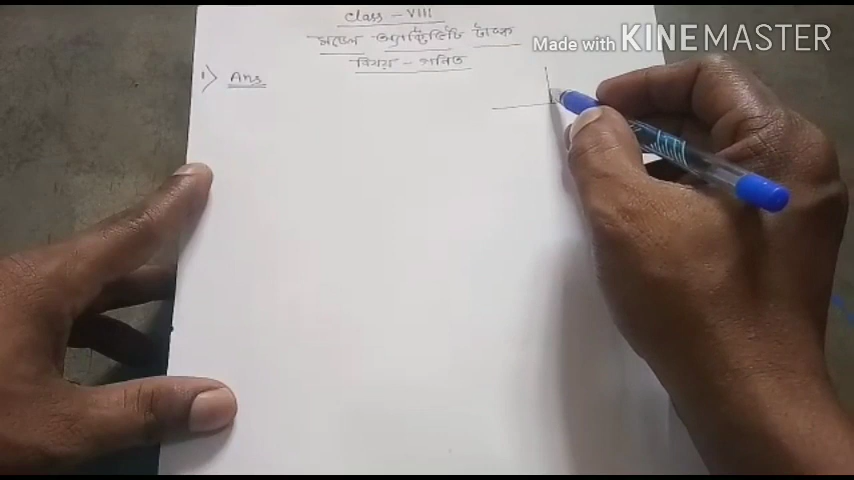 Class - VIII
মডেল অ্যাক্টিভিটি টাস্ক
Made with KINEMASTER
বিষয় - গনিত
1) Ans